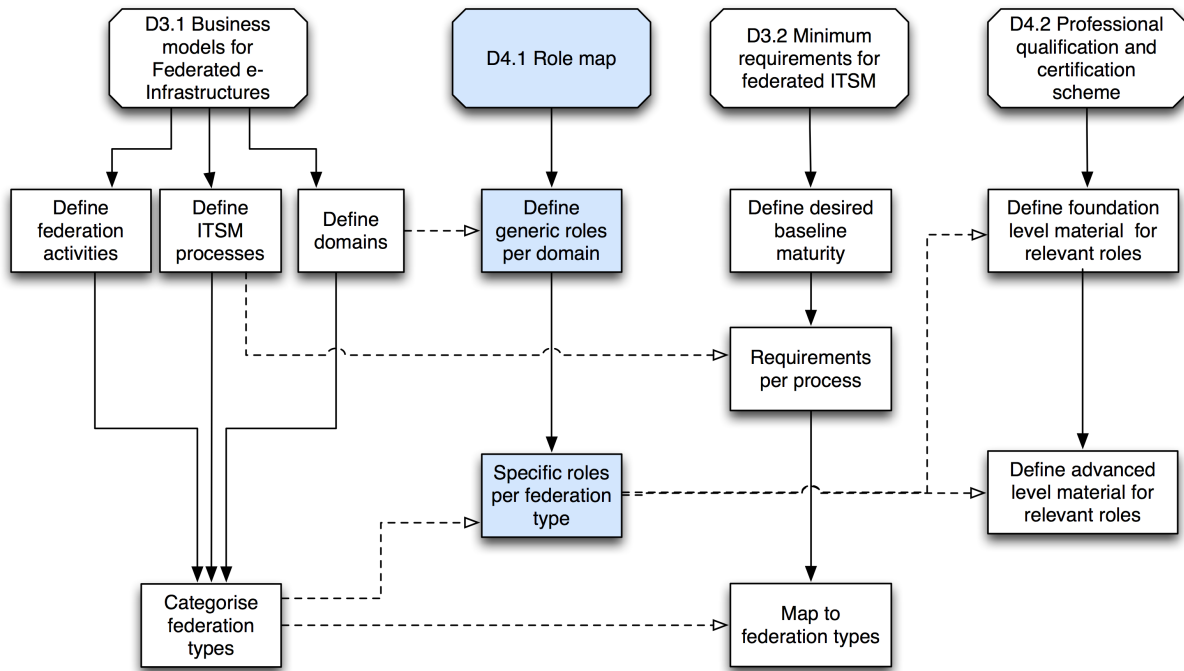 D3.1 Business
models for
Federated e-
Infrastructures
D4.1 Role map
D3.2 Minimum
requirements for
federated ITSM
D4.2 Professional
qualification and
certification
scheme
Define
federation
activities
Define
ITSM
processes
Define
domains
Define
generic roles
per domain
Define desired
baseline
maturity
Define foundation
level material for
relevant roles
Requirements
per process
Specific roles
per federation
type
Define advanced
level material for
relevant roles
Categorise
federation
types
Map to
federation types